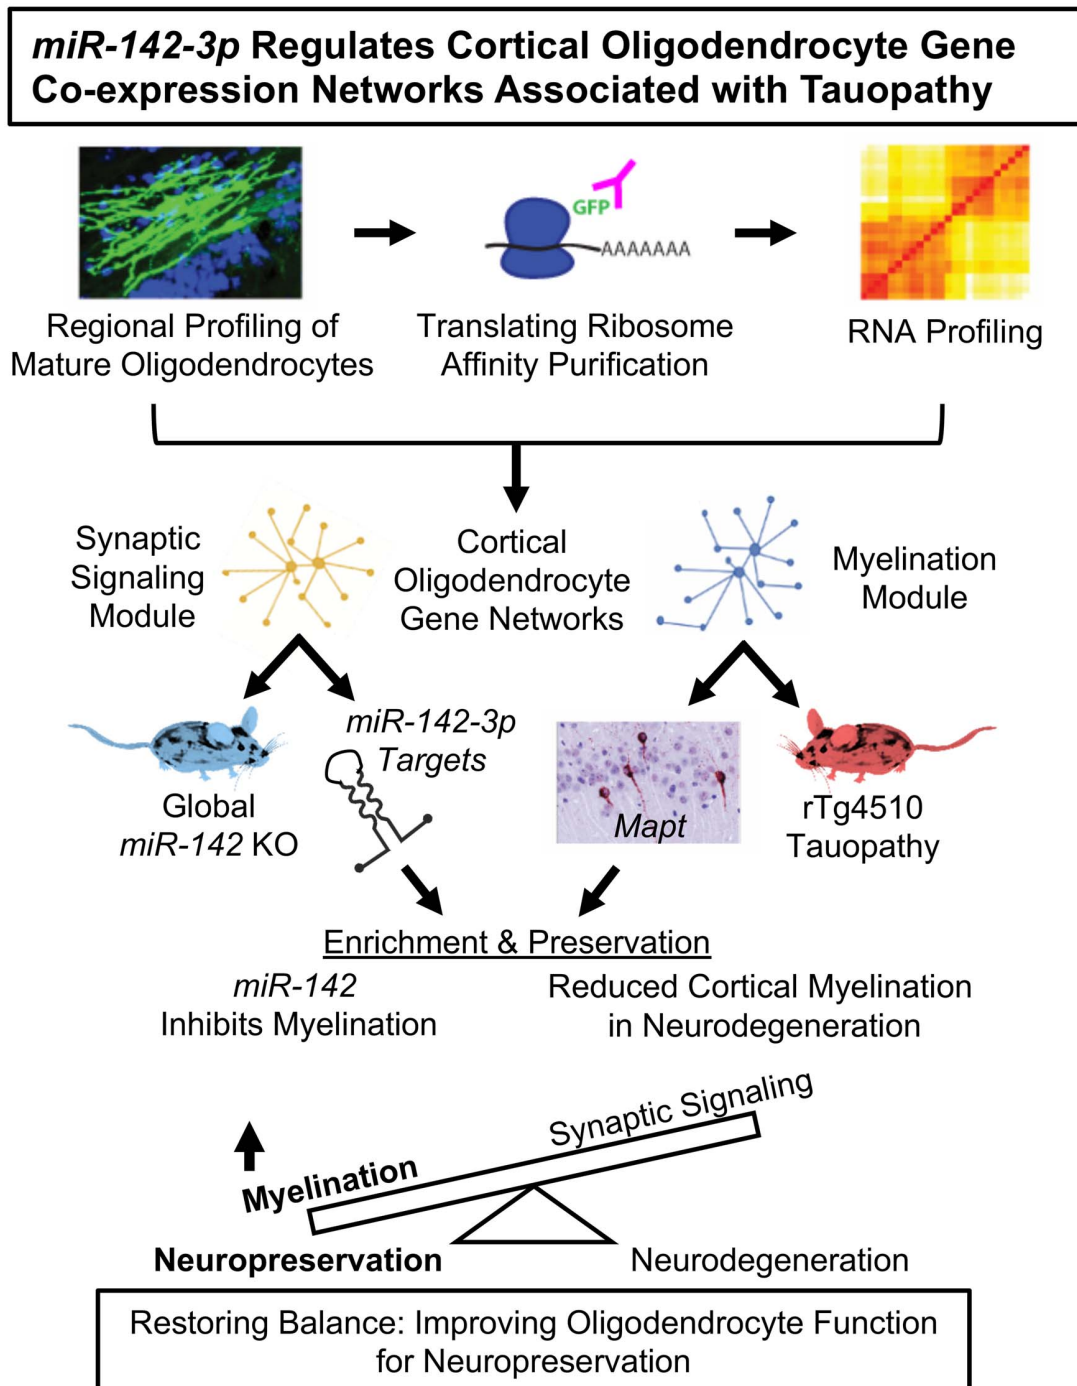 miR-142-3p Regulates Cortical Oligodendrocyte Gene
Co-expression Networks Associated with Tauopathy
GFP
AAAAAAA
Regional Profiling of
Mature Oligodendrocytes
Translating Ribosome
Affinity Purification
RNA Profiling
Synaptic
Signaling
Module
Cortical
Oligodendrocyte
Gene Networks
Myelination
Module
Global
miR-142 KO
miR-142-3p
Targets
Mapt
rTg4510
Tauopathy
Enrichment & Preservation
miR-142
Inhibits Myelination
Reduced Cortical Myelination
in Neurodegeneration
Synaptic Signaling
Myelination
Neuropreservation
Neurodegeneration
Restoring Balance: Improving Oligodendrocyte Function
for Neuropreservation